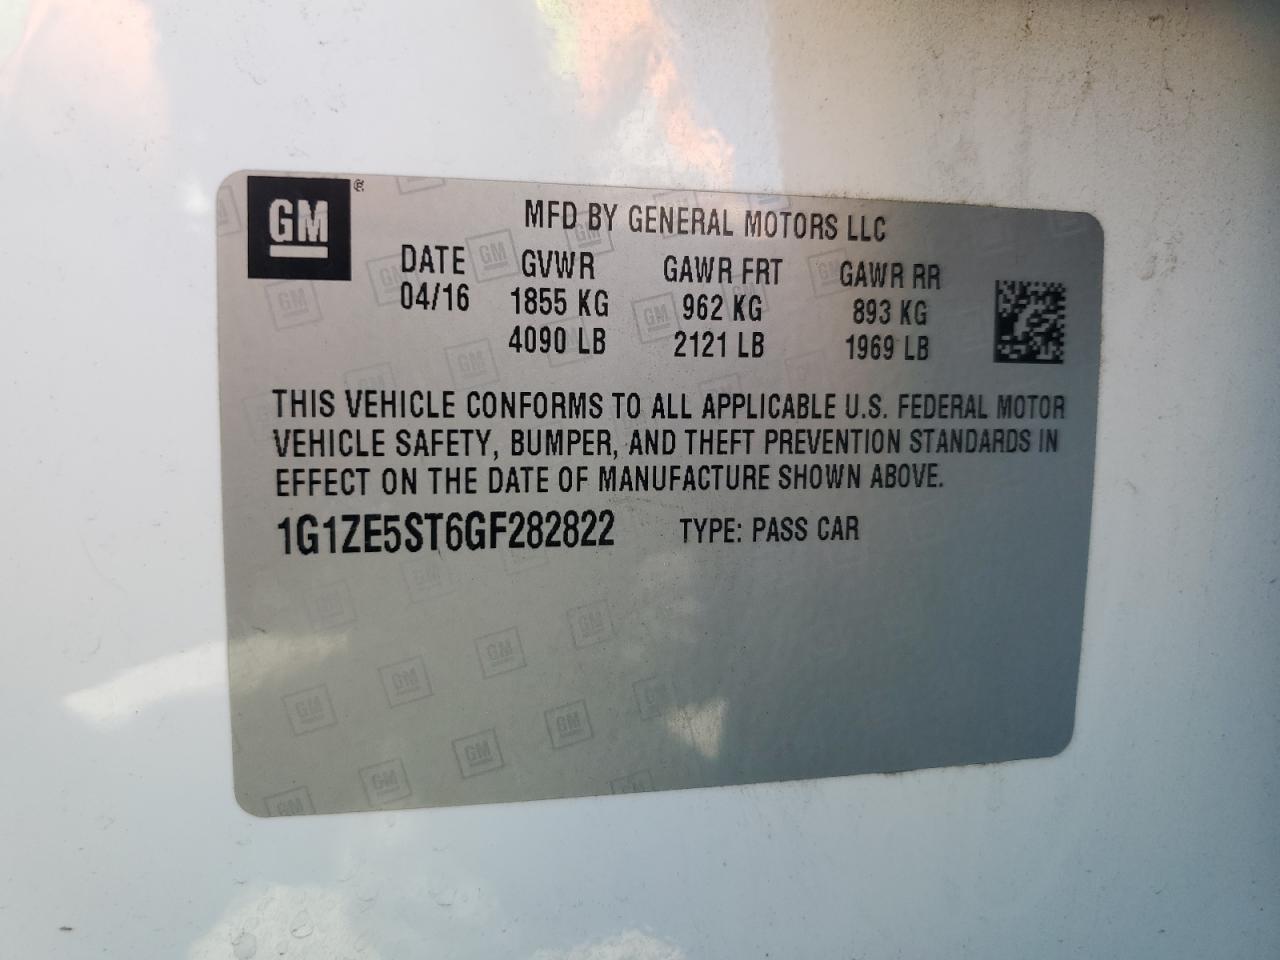 GM
MFD BY GENERAL MOTORS LLC
DATE GVWR GAWR FRT GAWR RR
04/16 1855 KG 962 KG 893 KG
4090 LB 2121 LB 1969 LB
THIS VEHICLE CONFORMS TO ALL APPLICABLE U.S. FEDERAL MOTOR
VEHICLE SAFETY, BUMPER, AND THEFT PREVENTION STANDARDS IN
EFFECT ON THE DATE OF MANUFACTURE SHOWN ABOVE.
1G1ZE5ST6GF282822 TYPE: PASS CAR